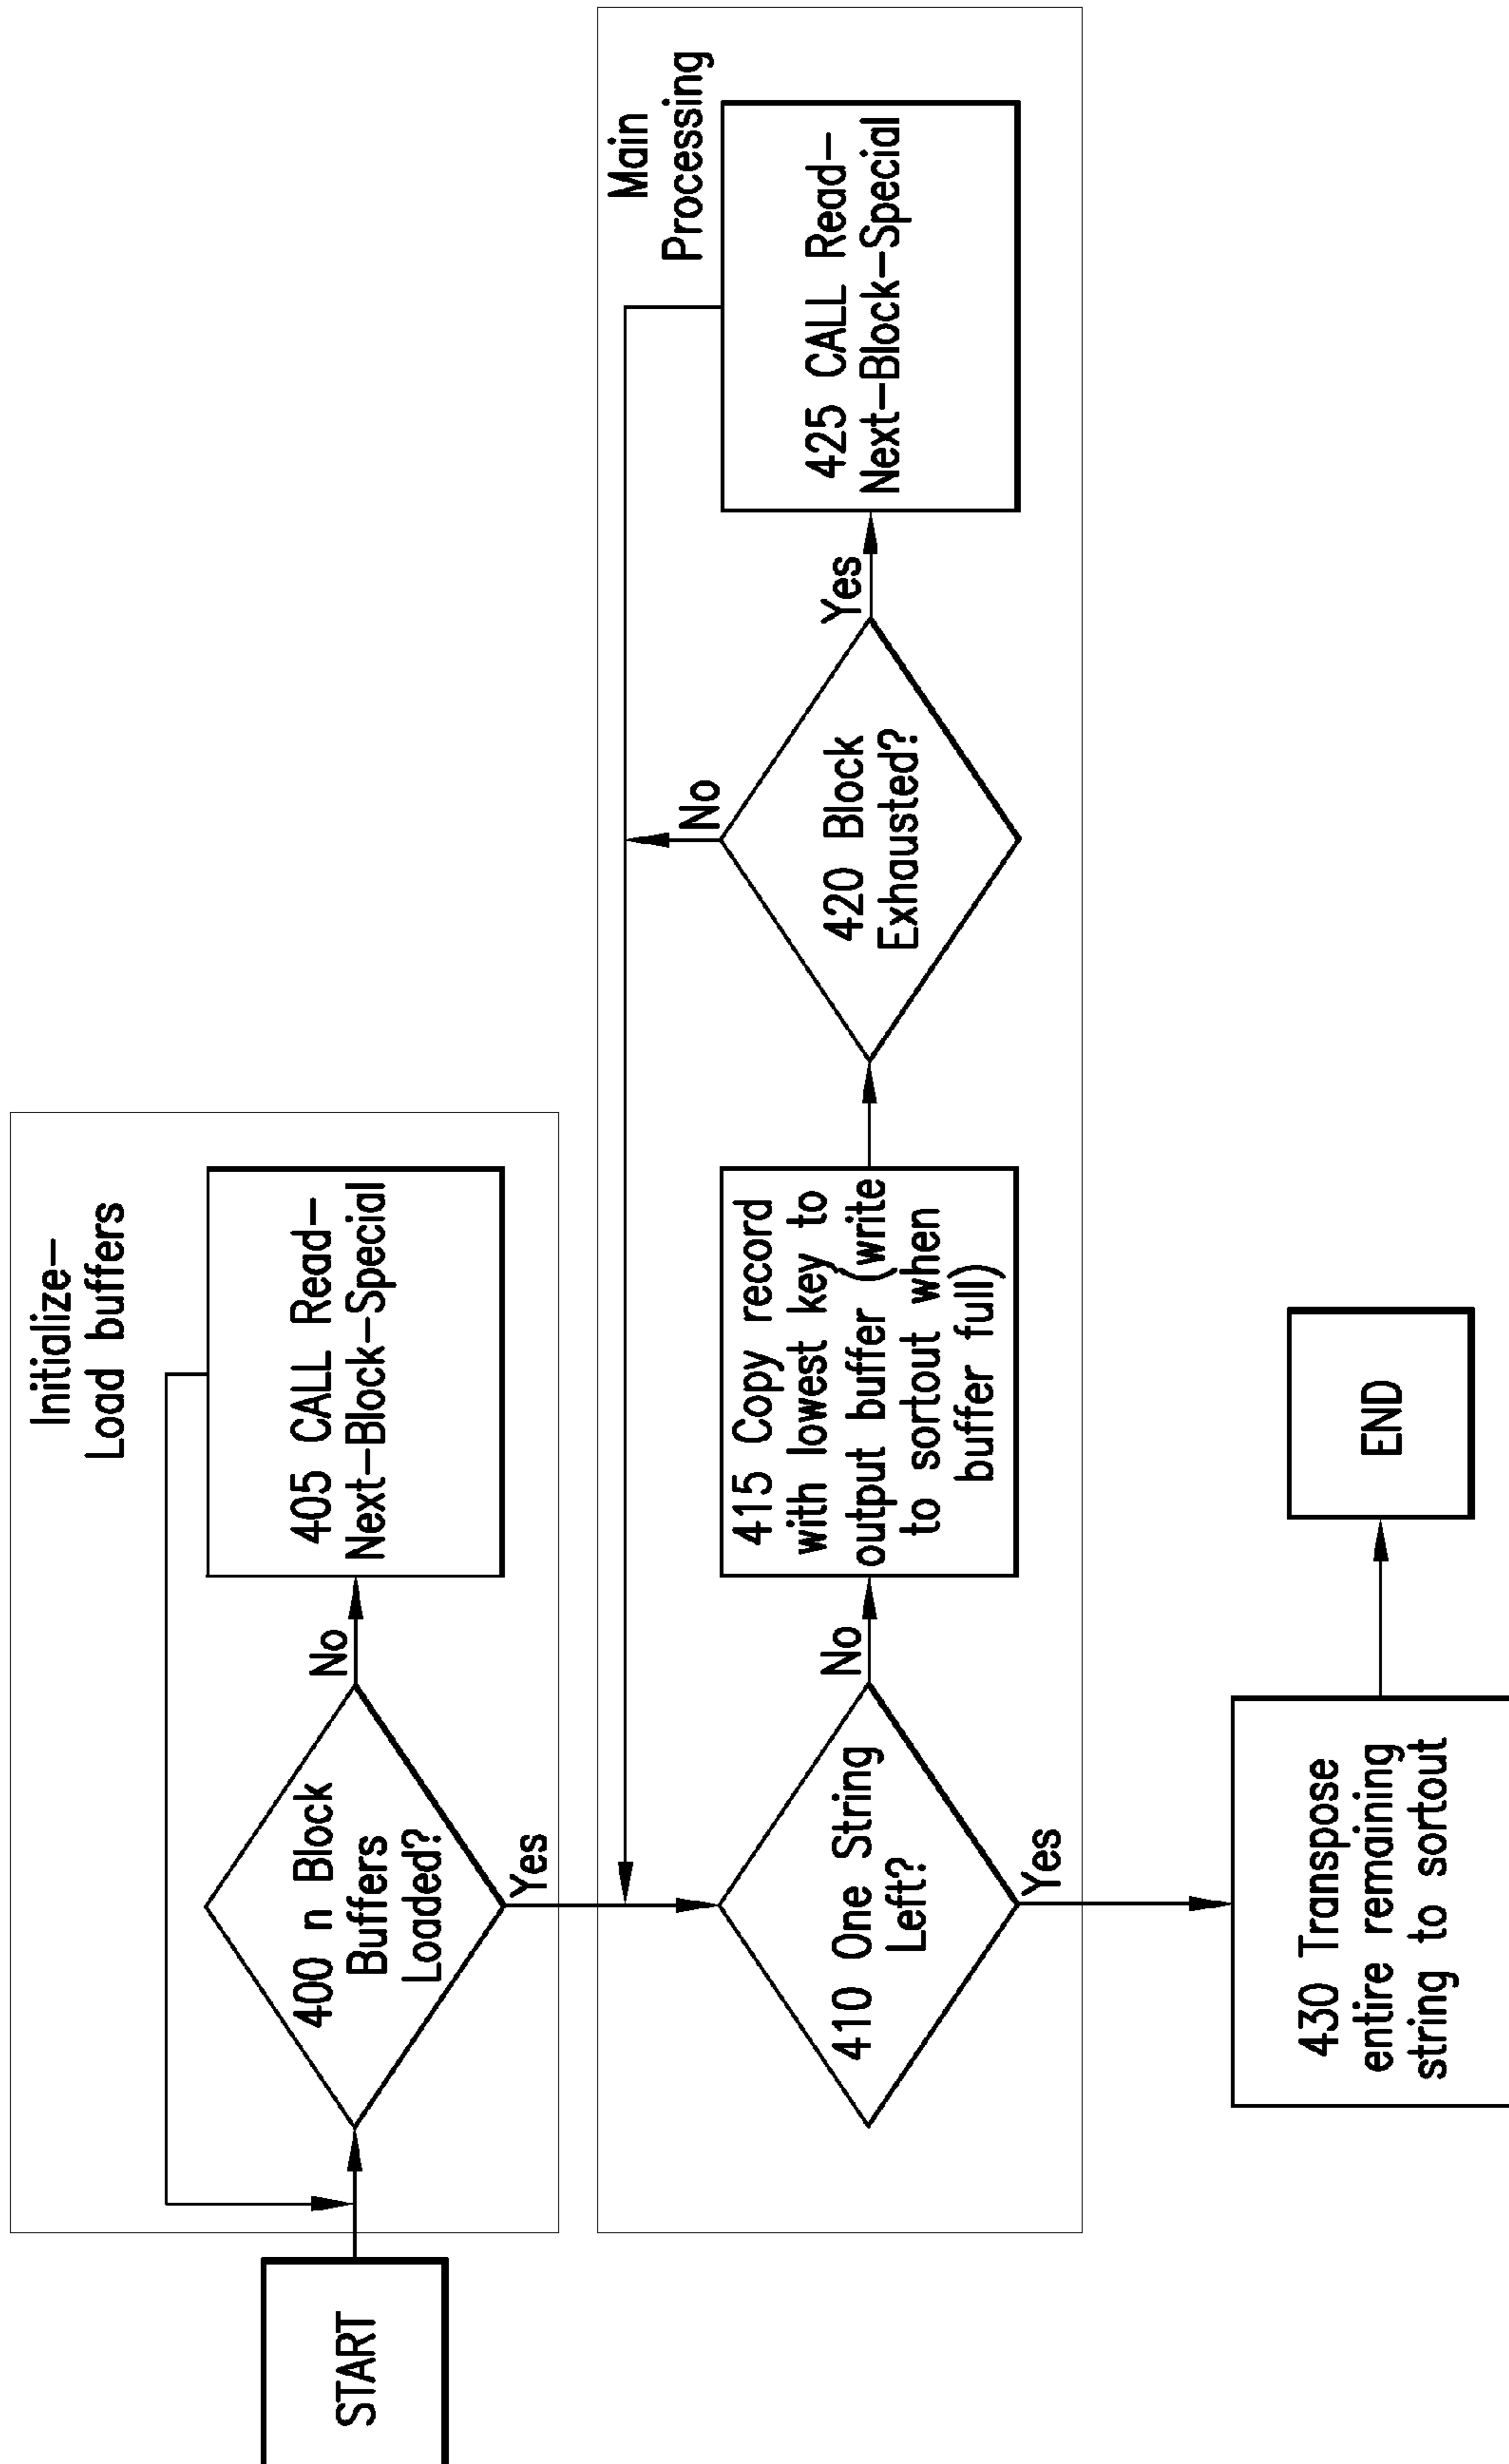 START
Initialize–
Load buffers
400 n Block
Buffers
Loaded?
No
405 CALL Read–
Next–Block–Special
Yes
Main
Processing
410 One String
Left?
No
415 Copy record
with lowest key to
output buffer (write
to sortout when
buffer full)
420 Block
Exhausted?
No
Yes
425 CALL Read–
Next–Block–Special
Yes
430 Transpose
entire remaining
string to sortout
END